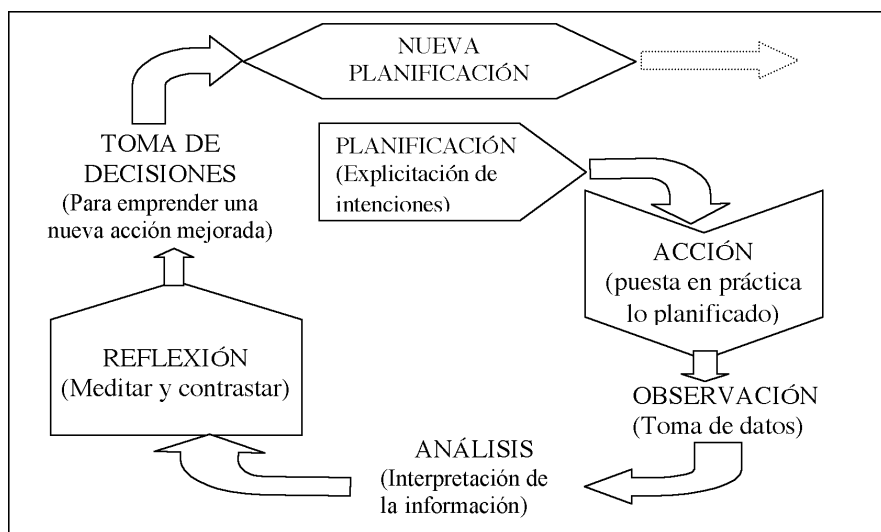 NUEVA
PLANIFICACIÓN
PLANIFICACIÓN
(Explicitación de
intenciones)
ACCIÓN
(puesta en práctica
lo planificado)
OBSERVACIÓN
(Toma de datos)
ANÁLISIS
(Interpretación de
la información)
REFLEXIÓN
(Meditar y contrastar)
TOMA DE
DECISIONES
(Para emprender una
nueva acción mejorada)